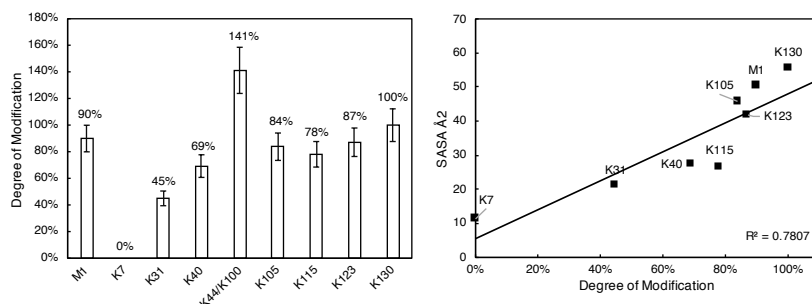 Degree of Modification
180%
160%
140%
120%
100%
80%
60%
40%
20%
0%
90%
0%
45%
69%
141%
84%
78%
87%
100%
M1
K7
K31
K40
K44/K100
K105
K115
K123
K130
SASA Å2
70
60
50
40
30
20
10
0
K130
M1
K105
K123
K115
K40
K31
K7
R² = 0.7807
0%
20%
40%
60%
80%
100%
Degree of Modification